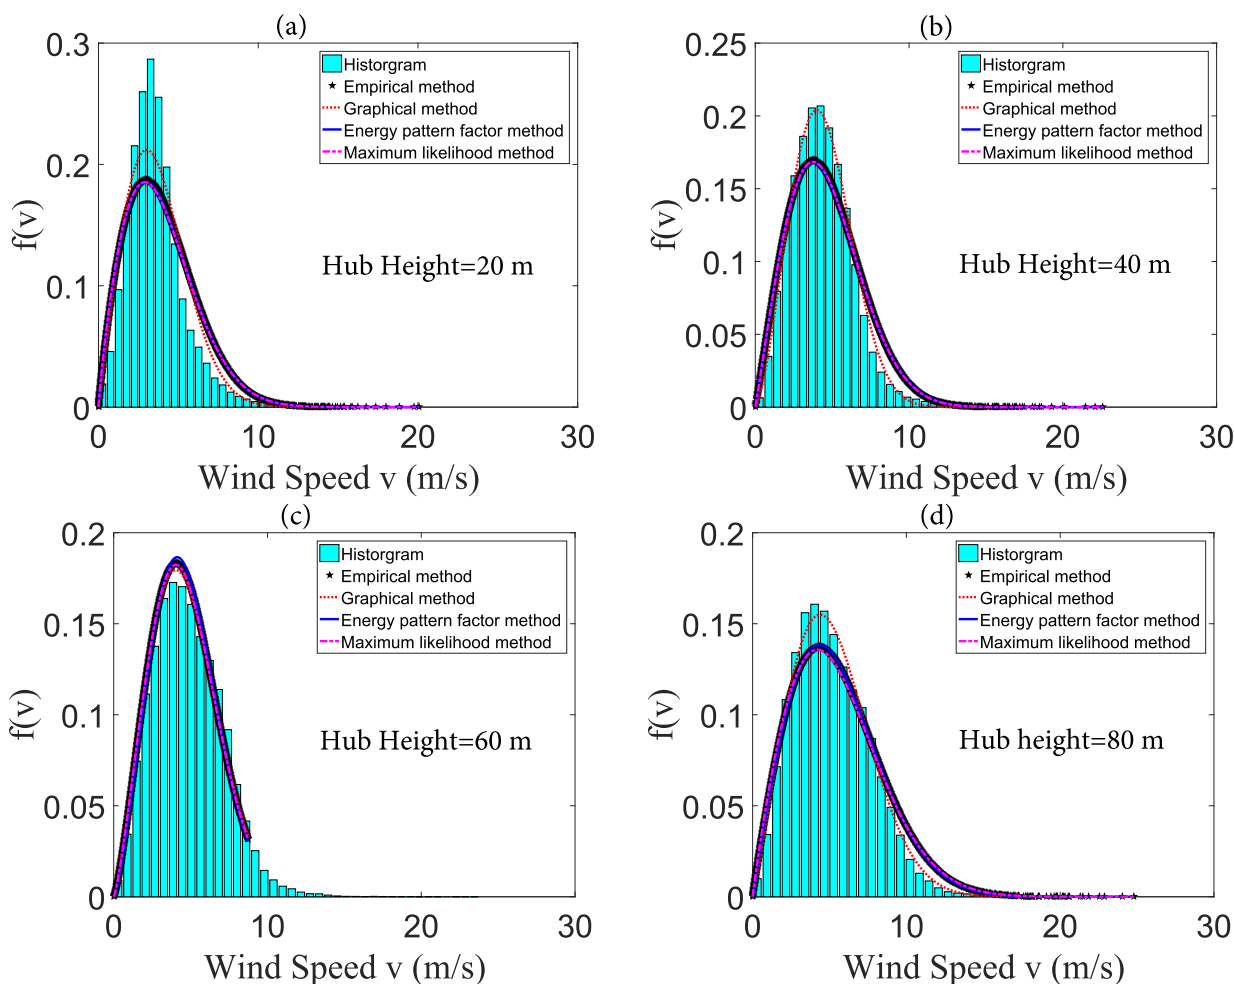 (a)
0.3
0.2
0.1
0
f(v)
Historgram
Empirical method
Graphical method
Energy pattern factor method
Maximum likelihood method
Hub Height=20 m
0 10 20 30
Wind Speed v (m/s)
(b)
0.25
0.2
0.15
0.1
0.05
0
f(v)
Historgram
Empirical method
Graphical method
Energy pattern factor method
Maximum likelihood method
Hub Height=40 m
0 10 20 30
Wind Speed v (m/s)
(c)
0.2
0.15
0.1
0.05
0
f(v)
Historgram
Empirical method
Graphical method
Energy pattern factor method
Maximum likelihood method
Hub Height=60 m
0 10 20 30
Wind Speed v (m/s)
(d)
0.2
0.15
0.1
0.05
0
f(v)
Historgram
Empirical method
Graphical method
Energy pattern factor method
Maximum likelihood method
Hub height=80 m
0 10 20 30
Wind Speed v (m/s)